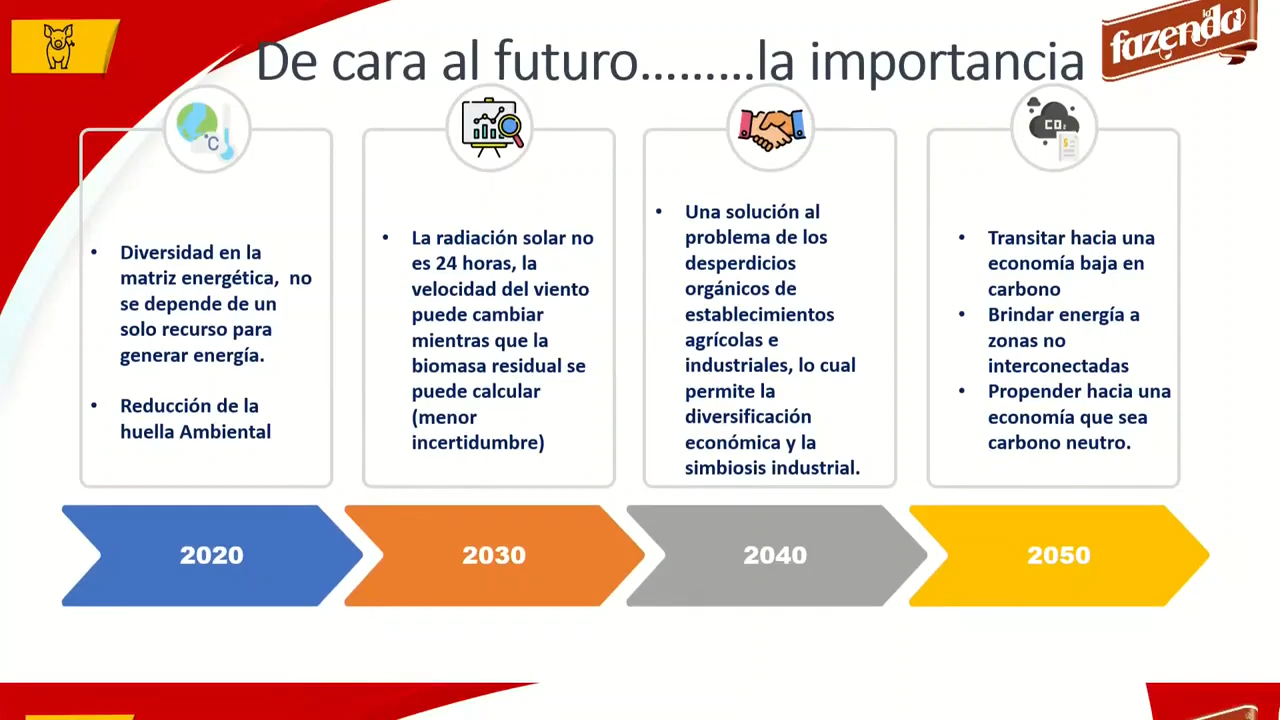 De cara al futuro.........la importancia
la
fazenda
°C
CO₂
$
• Diversidad en la
matriz energética, no
se depende de un
solo recurso para
generar energía.
• Reducción de la
huella Ambiental
• La radiación solar no
es 24 horas, la
velocidad del viento
puede cambiar
mientras que la
biomasa residual se
puede calcular
(menor
incertidumbre)
• Una solución al
problema de los
desperdicios
orgánicos de
establecimientos
agrícolas e
industriales, lo cual
permite la
diversificación
económica y la
simbiosis industrial.
• Transitar hacia una
economía baja en
carbono
• Brindar energía a
zonas no
interconectadas
• Propender hacia una
economía que sea
carbono neutro.
2020
2030
2040
2050